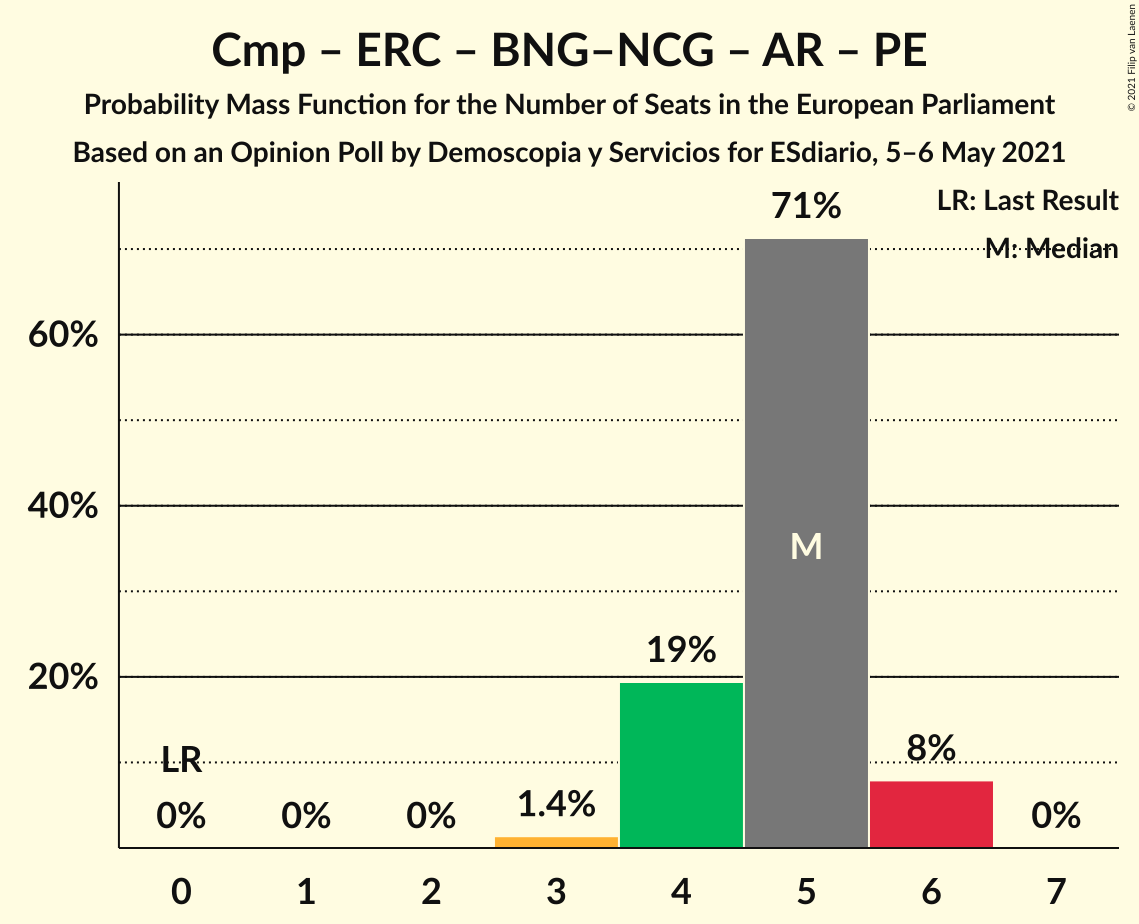 Cmp – ERC – BNG–NCG – AR – PE
Probability Mass Function for the Number of Seats in the European Parliament
Based on an Opinion Poll by Demoscopia y Servicios for ESdiario, 5–6 May 2021
© 2021 Filip van Laenen
LR: Last Result
M: Median
71%
60%
40%
M
19%
20%
LR
8%
1.4%
0%
0%
0%
0%
0 1 2 3 4 5 6 7